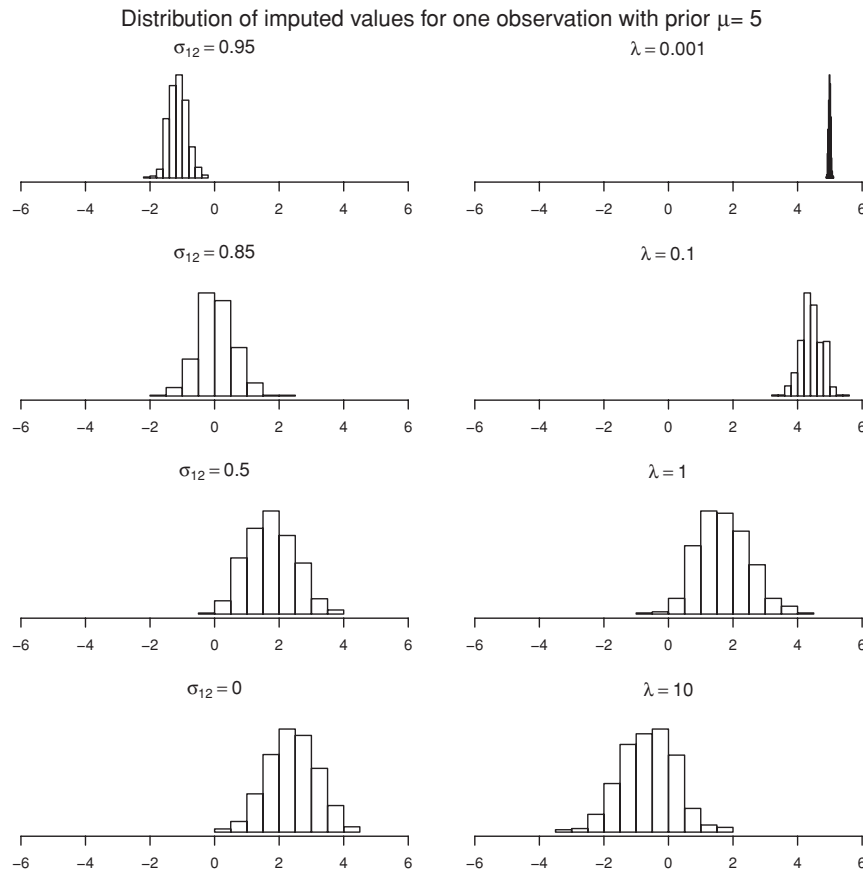 Distribution of imputed values for one observation with prior μ= 5
σ12 = 0.95
λ = 0.001
−6 −4 −2 0 2 4 6
−6 −4 −2 0 2 4 6
σ12 = 0.85
λ = 0.1
−6 −4 −2 0 2 4 6
−6 −4 −2 0 2 4 6
σ12 = 0.5
λ = 1
−6 −4 −2 0 2 4 6
−6 −4 −2 0 2 4 6
σ12 = 0
λ = 10
−6 −4 −2 0 2 4 6
−6 −4 −2 0 2 4 6